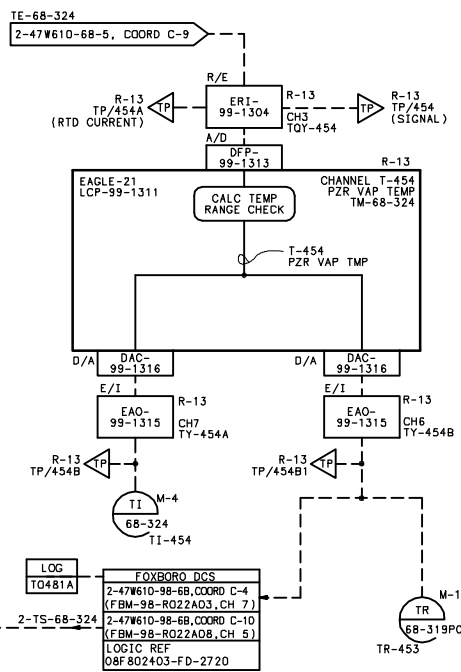 TE-68-324
2-47W610-68-5, COORD C-9
R/E
R-13
TP/454A
(RTD CURRENT)
TP
ERI-
99-1304
R-13
CH3
TQY-454
TP
R-13
TP/454
(SIGNAL)
A/D
DFP-
99-1313
R-13
EAGLE-21
LCP-99-1311
CHANNEL T-454
PZR VAP TEMP
TM-68-324
CALC TEMP
RANGE CHECK
T-454
PZR VAP TMP
D/A
DAC-
99-1316
D/A
DAC-
99-1316
E/I
EAO-
99-1315
R-13
CH7
TY-454A
E/I
EAO-
99-1315
R-13
CH6
TY-454B
R-13
TP/454B
TP
R-13
TP/454B1
TP
TI
68-324
M-4
TI-454
LOG
T0481A
2-TS-68-324
FOXBORO DCS
2-47W610-98-6B,COORD C-4
(FBM-98-R022A03,CH 7)
2-47W610-98-6B,COORD C-10
(FBM-98-R022A08,CH 5)
LOGIC REF
08F802403-FD-2720
TR
68-319PO
M-1
TR-453